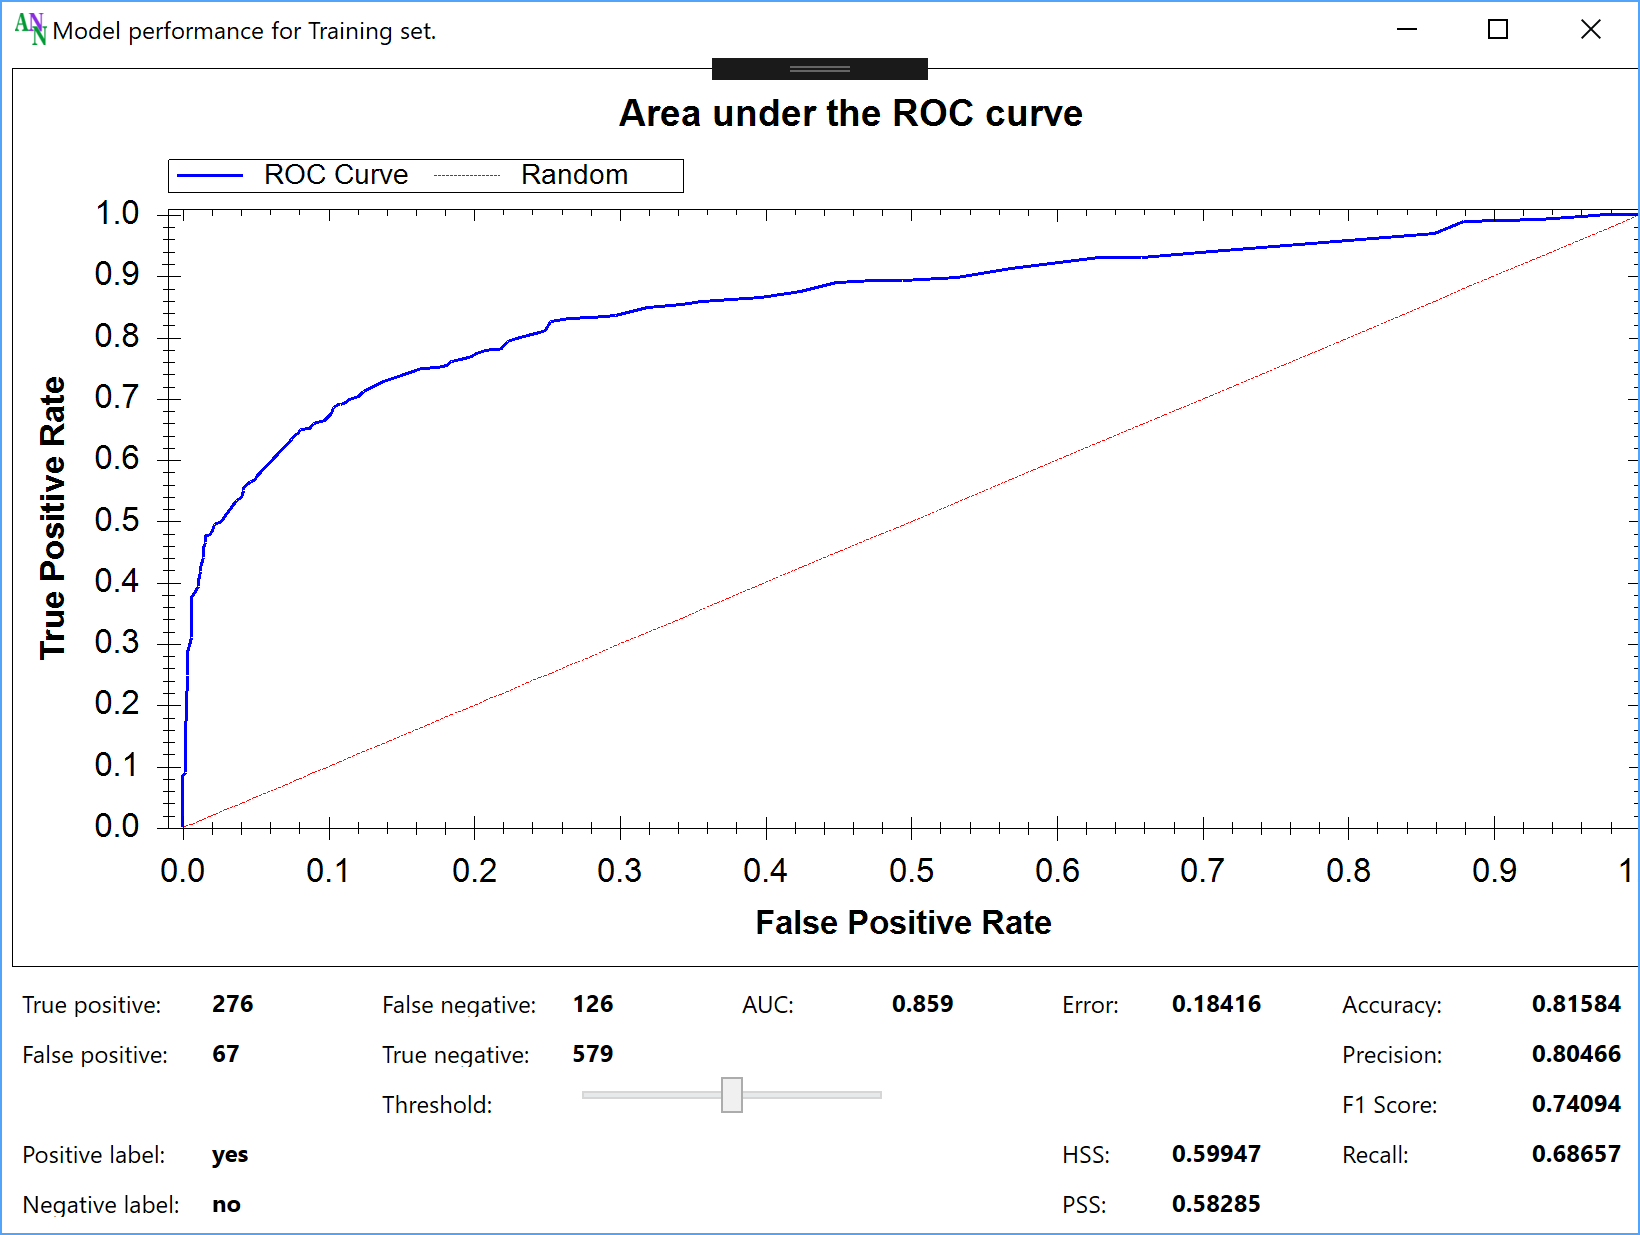 ANN Model performance for Training set.
Area under the ROC curve
ROC Curve Random
1.0
0.9
0.8
0.7
0.6
0.5
0.4
0.3
0.2
0.1
0.0
True Positive Rate
0.0 0.1 0.2 0.3 0.4 0.5 0.6 0.7 0.8 0.9 1
False Positive Rate
True positive: 276 False negative: 126 AUC: 0.859 Error: 0.18416 Accuracy: 0.81584
False positive: 67 True negative: 579 Precision: 0.80466
Threshold: F1 Score: 0.74094
Positive label: yes HSS: 0.59947 Recall: 0.68657
Negative label: no PSS: 0.58285